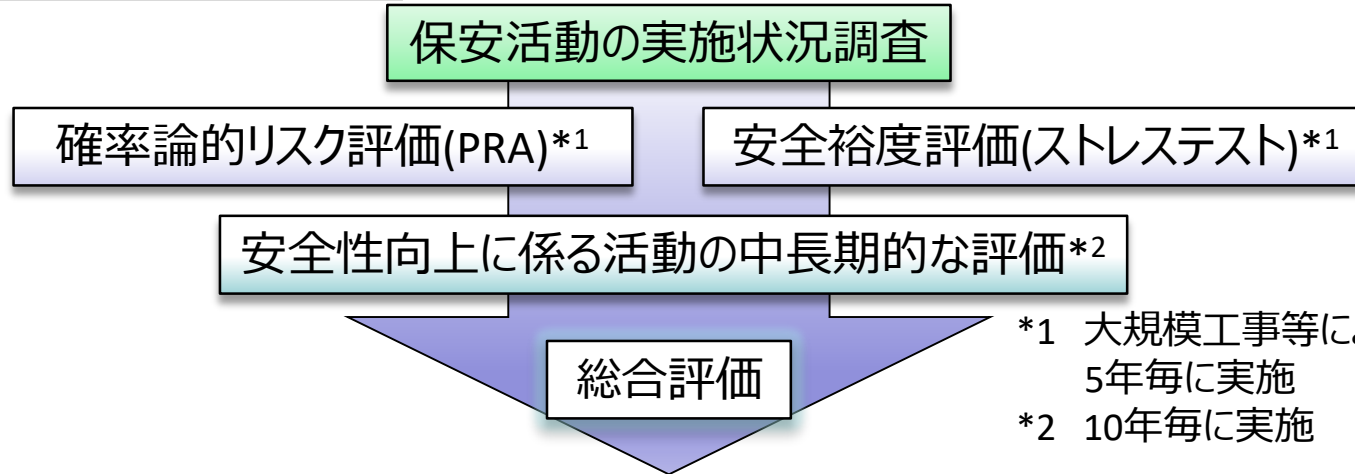 保安活動の実施状況調査
確率論的リスク評価(PRA)*1
安全裕度評価(ストレステスト)*1
安全性向上に係る活動の中長期的な評価*2
総合評価
*1 大規模工事等に
5年毎に実施
*2 10年毎に実施